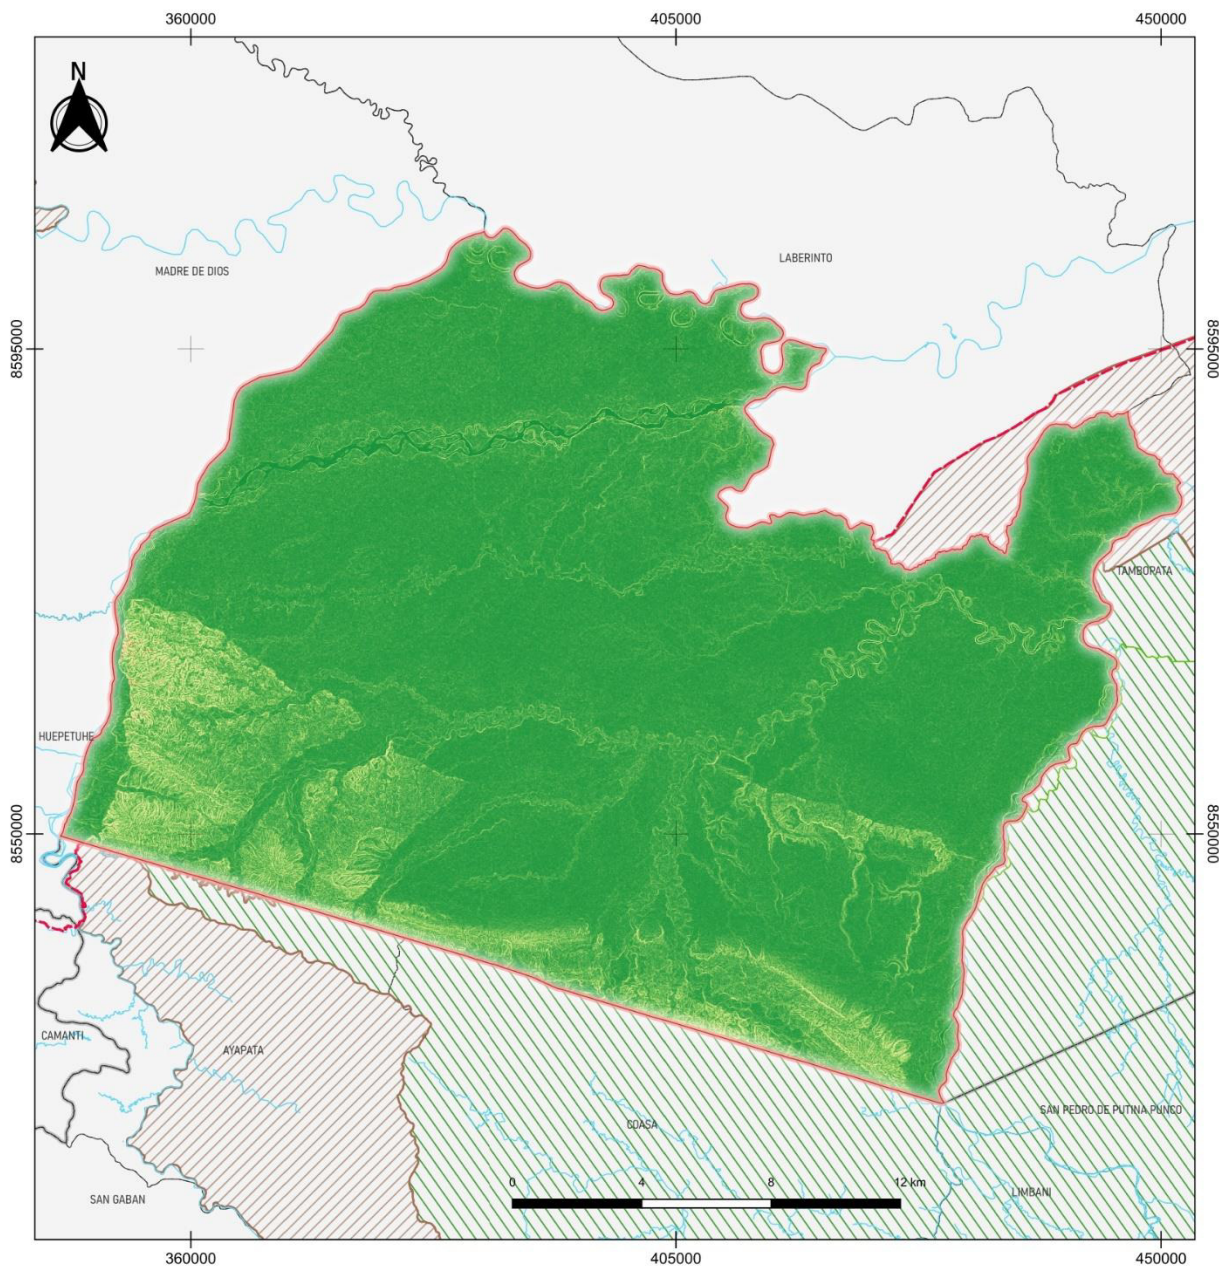 360000 405000 450000
N
MADRE DE DIOS
LABERINTO
8595000 8595000
TAMBOPATA
HUEPETUHE
8550000 8550000
CAMANTI
AYAPATA
SAN PEDRO DE PUTINA PUNCO
COASA
SAN GABAN
LIMBANI
0 4 8 12 km
360000 405000 450000